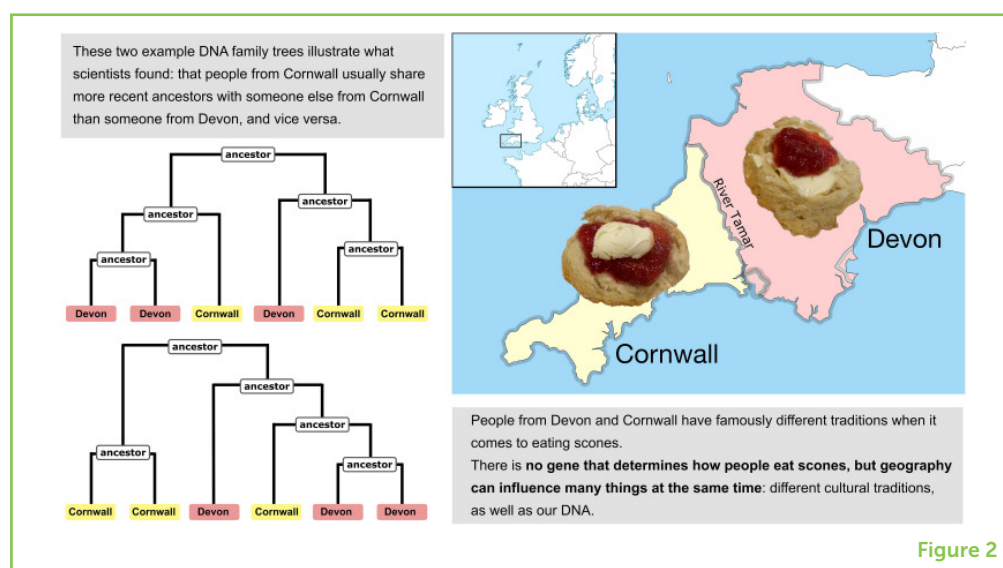 These two example DNA family trees illustrate what
scientists found: that people from Cornwall usually share
more recent ancestors with someone else from Cornwall
than someone from Devon, and vice versa.
ancestor
ancestor
ancestor
ancestor
ancestor
Devon
Devon
Cornwall
Devon
Cornwall
Cornwall
ancestor
ancestor
ancestor
ancestor
ancestor
Cornwall
Cornwall
Devon
Cornwall
Devon
Devon
River Tamar
Devon
Cornwall
People from Devon and Cornwall have famously different traditions when it
comes to eating scones.
There is no gene that determines how people eat scones, but geography
can influence many things at the same time: different cultural traditions,
as well as our DNA.
Figure 2